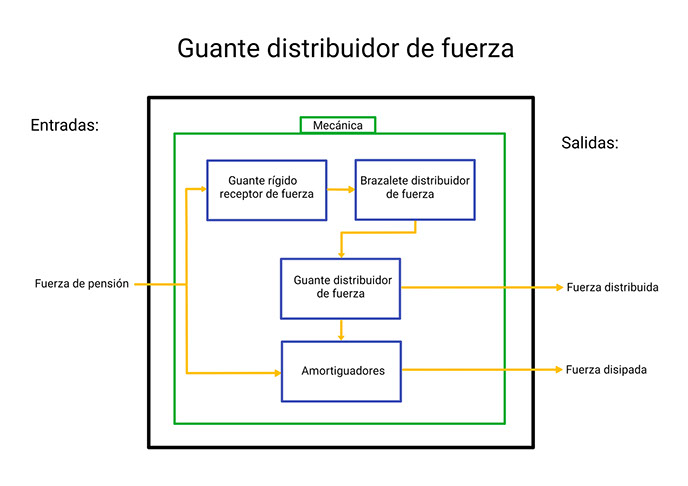 Guante distribuidor de fuerza
Entradas:
Mecánica
Salidas:
Guante rígido
receptor de fuerza
Brazalete distribuidor
de fuerza
Fuerza de pensión
Guante distribuidor
de fuerza
Fuerza distribuida
Amortiguadores
Fuerza disipada